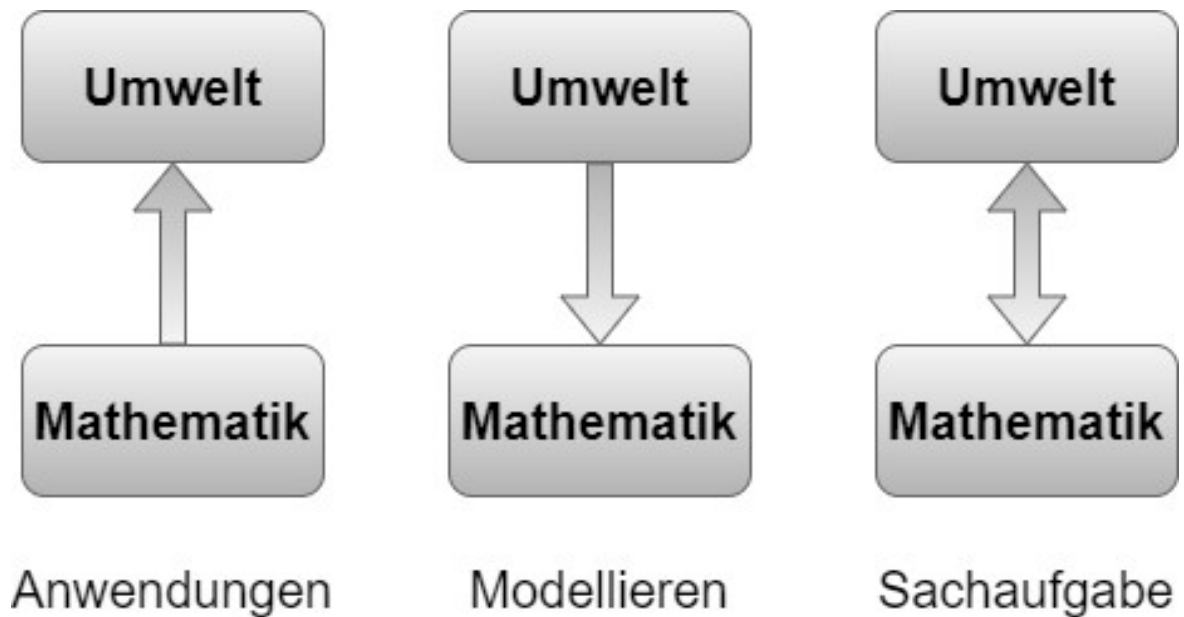 Umwelt Umwelt Umwelt
Mathematik Mathematik Mathematik
Anwendungen Modellieren Sachaufgabe